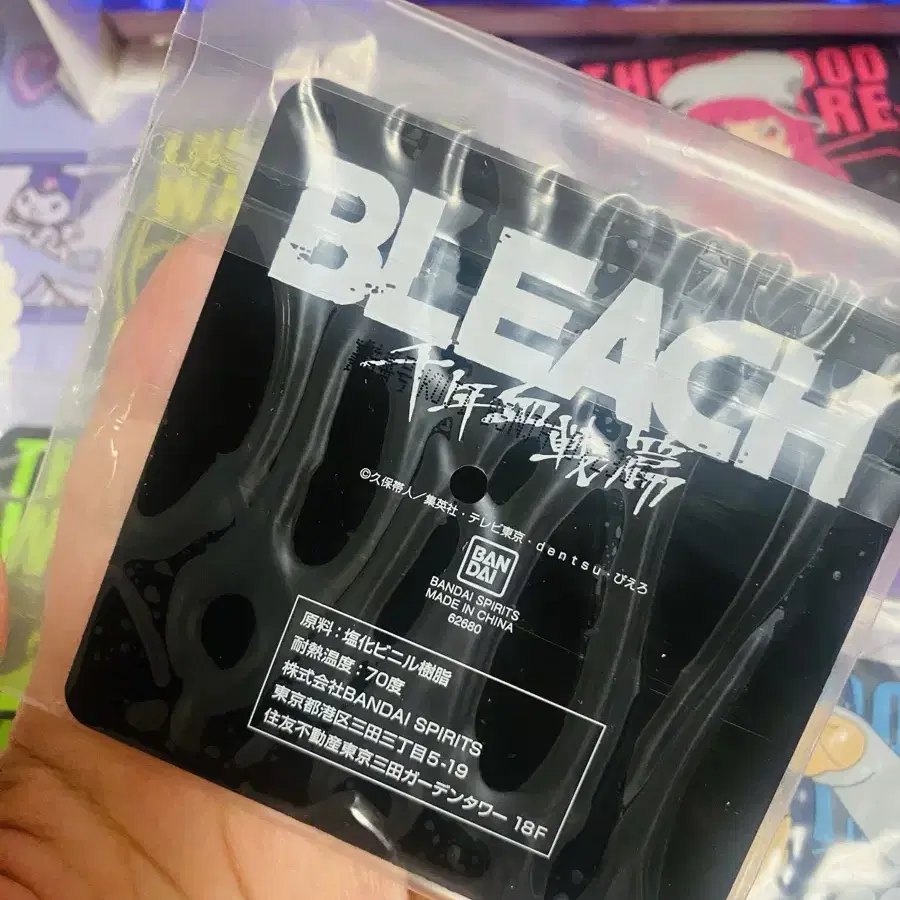 BLEACH
千年血戦篇
©久保帯人／集英社・テレビ東京・dentsu・ぴえろ
BAN
DAI
BANDAI SPIRITS
MADE IN CHINA
62680
原料：塩化ビニル樹脂
耐熱温度：70度
株式会社BANDAI SPIRITS
東京都港区三田三丁目5-19
住友不動産東京三田ガーデンタワー 18F
THE